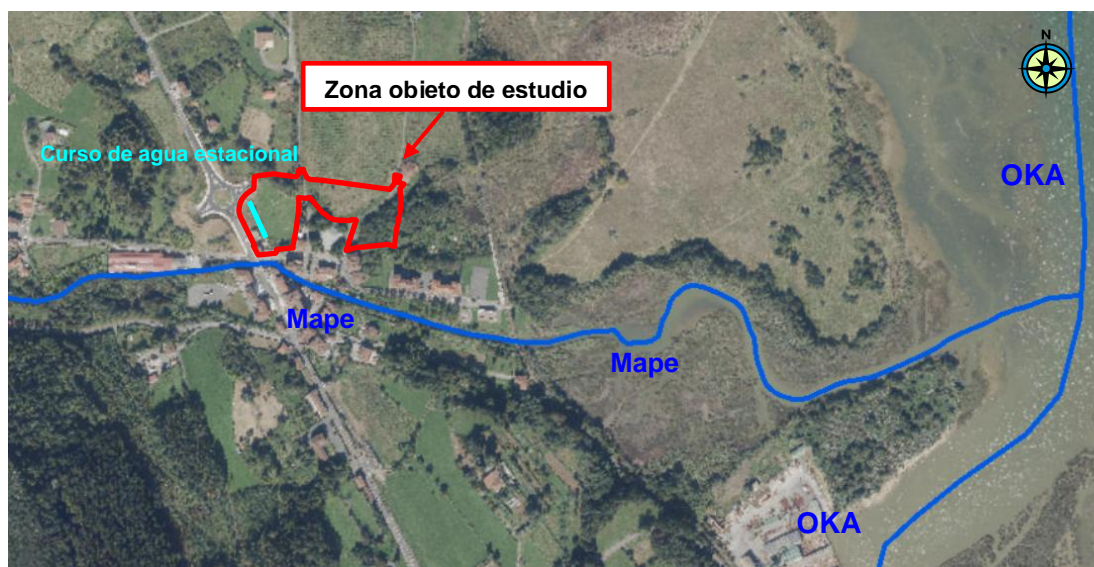 N
Zona obieto de estudio
Curso de agua estacional
OKA
Mape
Mape
OKA